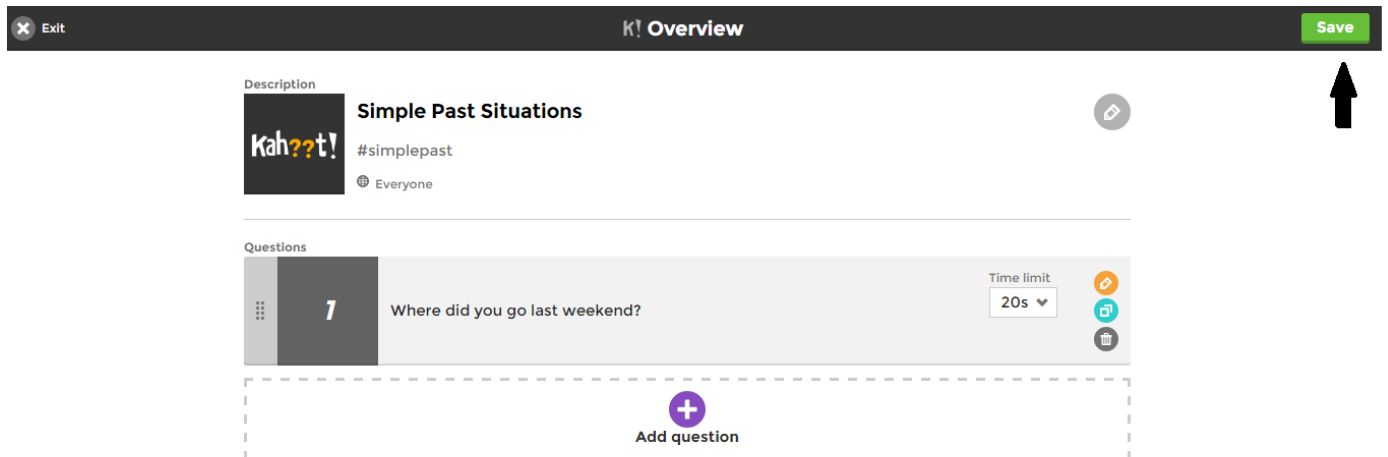 Exit
K! Overview
Save
Description
Kah??t!
Simple Past Situations
#simplepast
Everyone
Questions
1
Where did you go last weekend?
Time limit
20s
Add question